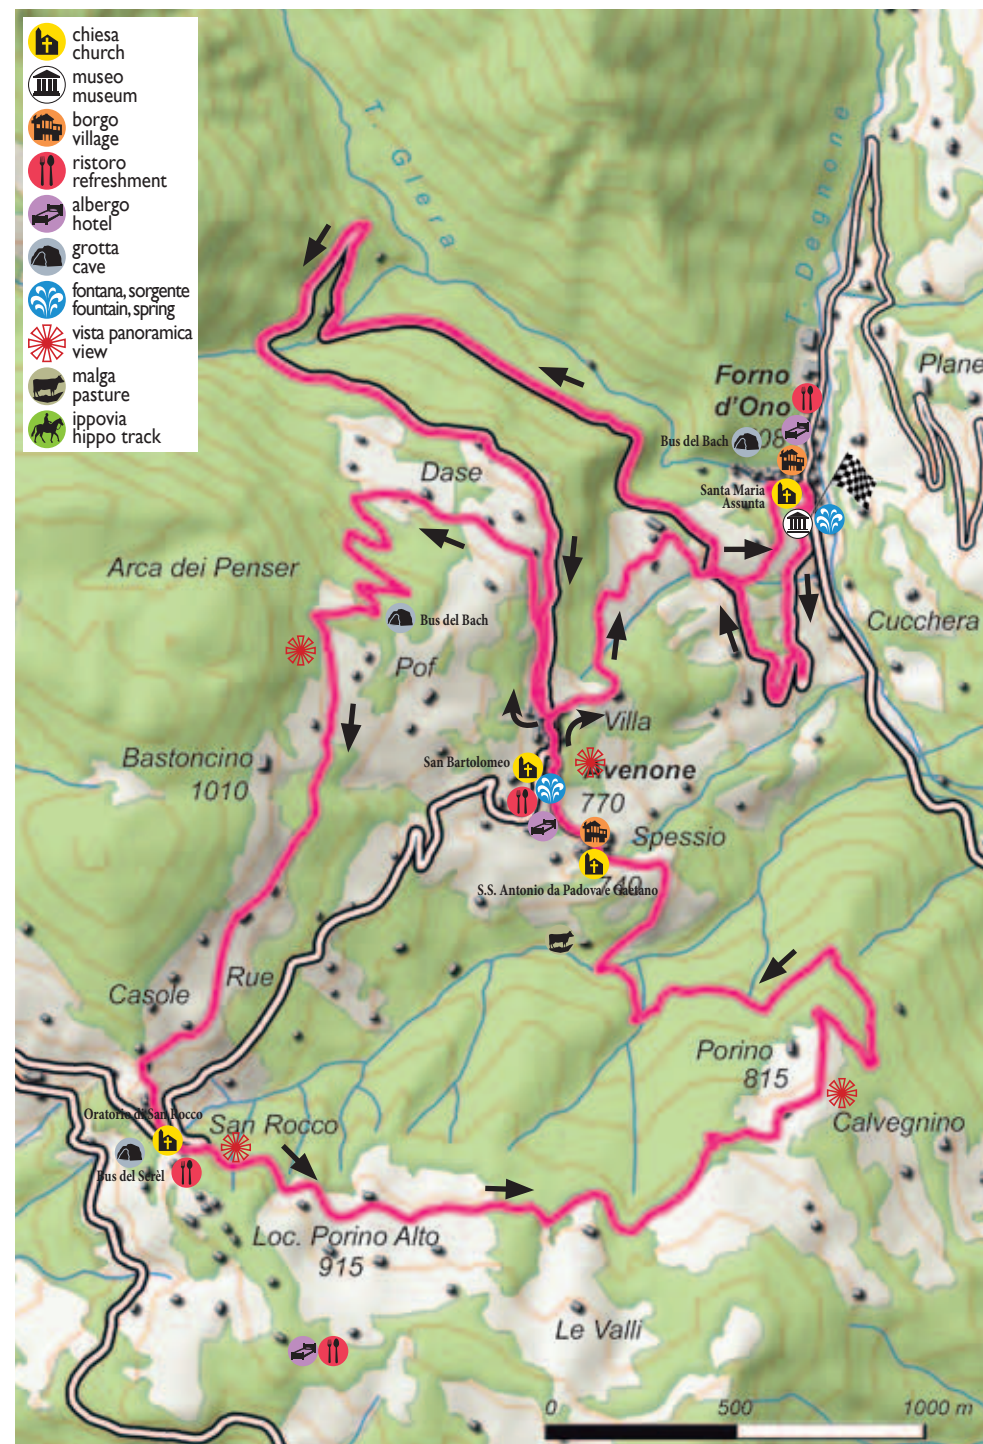 chiesa
church
museo
museum
borgo
village
ristoro
refreshment
albergo
hotel
grotta
cave
fontana, sorgente
fountain, spring
vista panoramica
view
malga
pasture
ippovia
hippo track
T. Glera
T. Degnone
Plane
Forno
d'Ono
Bus del Bach
Santa Maria
Assunta
Dase
Arca dei Penser
Bus del Bach
Cucchera
Pof
Villa
Bastoncino
1010
San Bartolomeo
Avenone
770
Spessio
740
S.S. Antonio da Padova e Gaetano
Rue
Casole
Porino
815
Calvegnino
Oratorio di San Rocco
San Rocco
Bus del Serèl
Loc. Porino Alto
915
Le Valli
0 500 1000 m